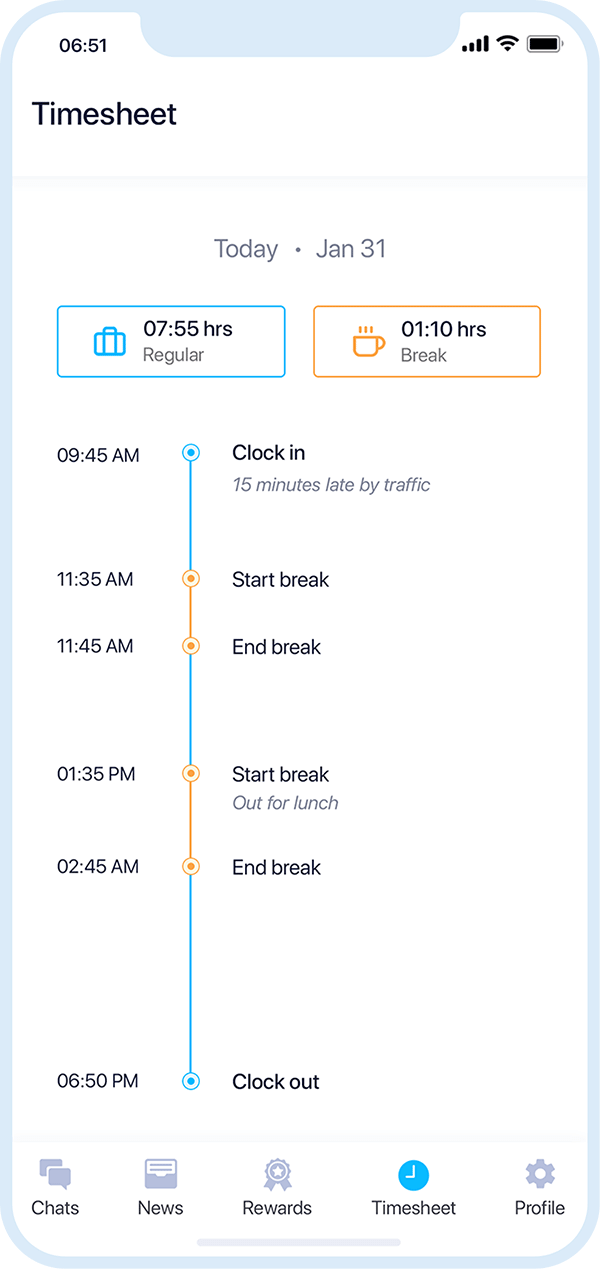 06:51
Timesheet
Today • Jan 31
07:55 hrs
Regular
01:10 hrs
Break
09:45 AM Clock in
15 minutes late by traffic
11:35 AM Start break
11:45 AM End break
01:35 PM Start break
Out for lunch
02:45 AM End break
06:50 PM Clock out
Chats News Rewards Timesheet Profile